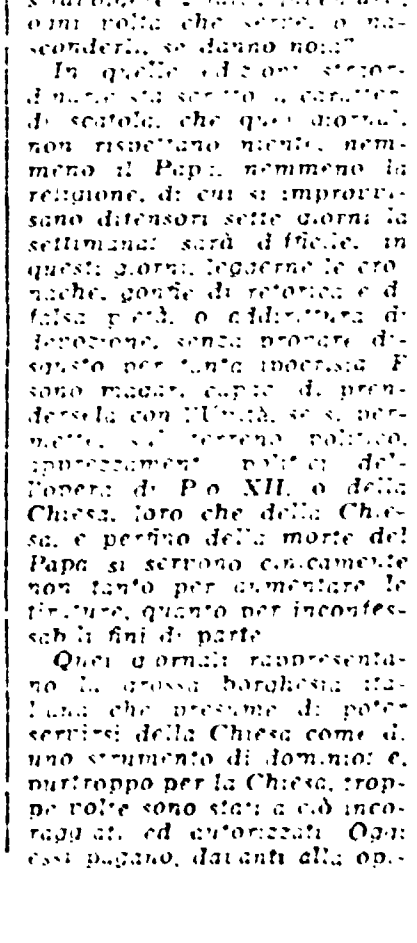 ogni volta che serve, o na-
sconderli, se danno noia"
In quelle edizioni straor-
dinarie sta scritto a caratteri
di scatola, che quei giornali
non rispettano niente, nem-
meno il Papa, nemmeno la
religione, di cui si improvvi-
sano difensori sette giorni la
settimana: sarà difficile, in
questi giorni, leggerne le cro-
nache, gonfie di retorica e di
falsa pietà, o addirittura di
devozione, senza provare di-
sgusto per tanta ipocrisia. E
sono magari capaci di pren-
dersela con l'Unità, se si per-
mette, sul terreno politico,
apprezzamenti politici del-
l'opera di Pio XII, o della
Chiesa, loro che della Chie-
sa, e perfino della morte del
Papa si servono cinicamente
non tanto per aumentare le
tirature, quanto per inconfes-
sabili fini di parte
Quei giornali rappresenta-
no la grossa borghesia ita-
liana che presume di poter
servirsi della Chiesa come di
uno strumento di dominio: e,
purtroppo per la Chiesa, trop-
pe volte sono stati a ciò inco-
raggiati ed autorizzati. Oggi
essi pagano, davanti alla opi-